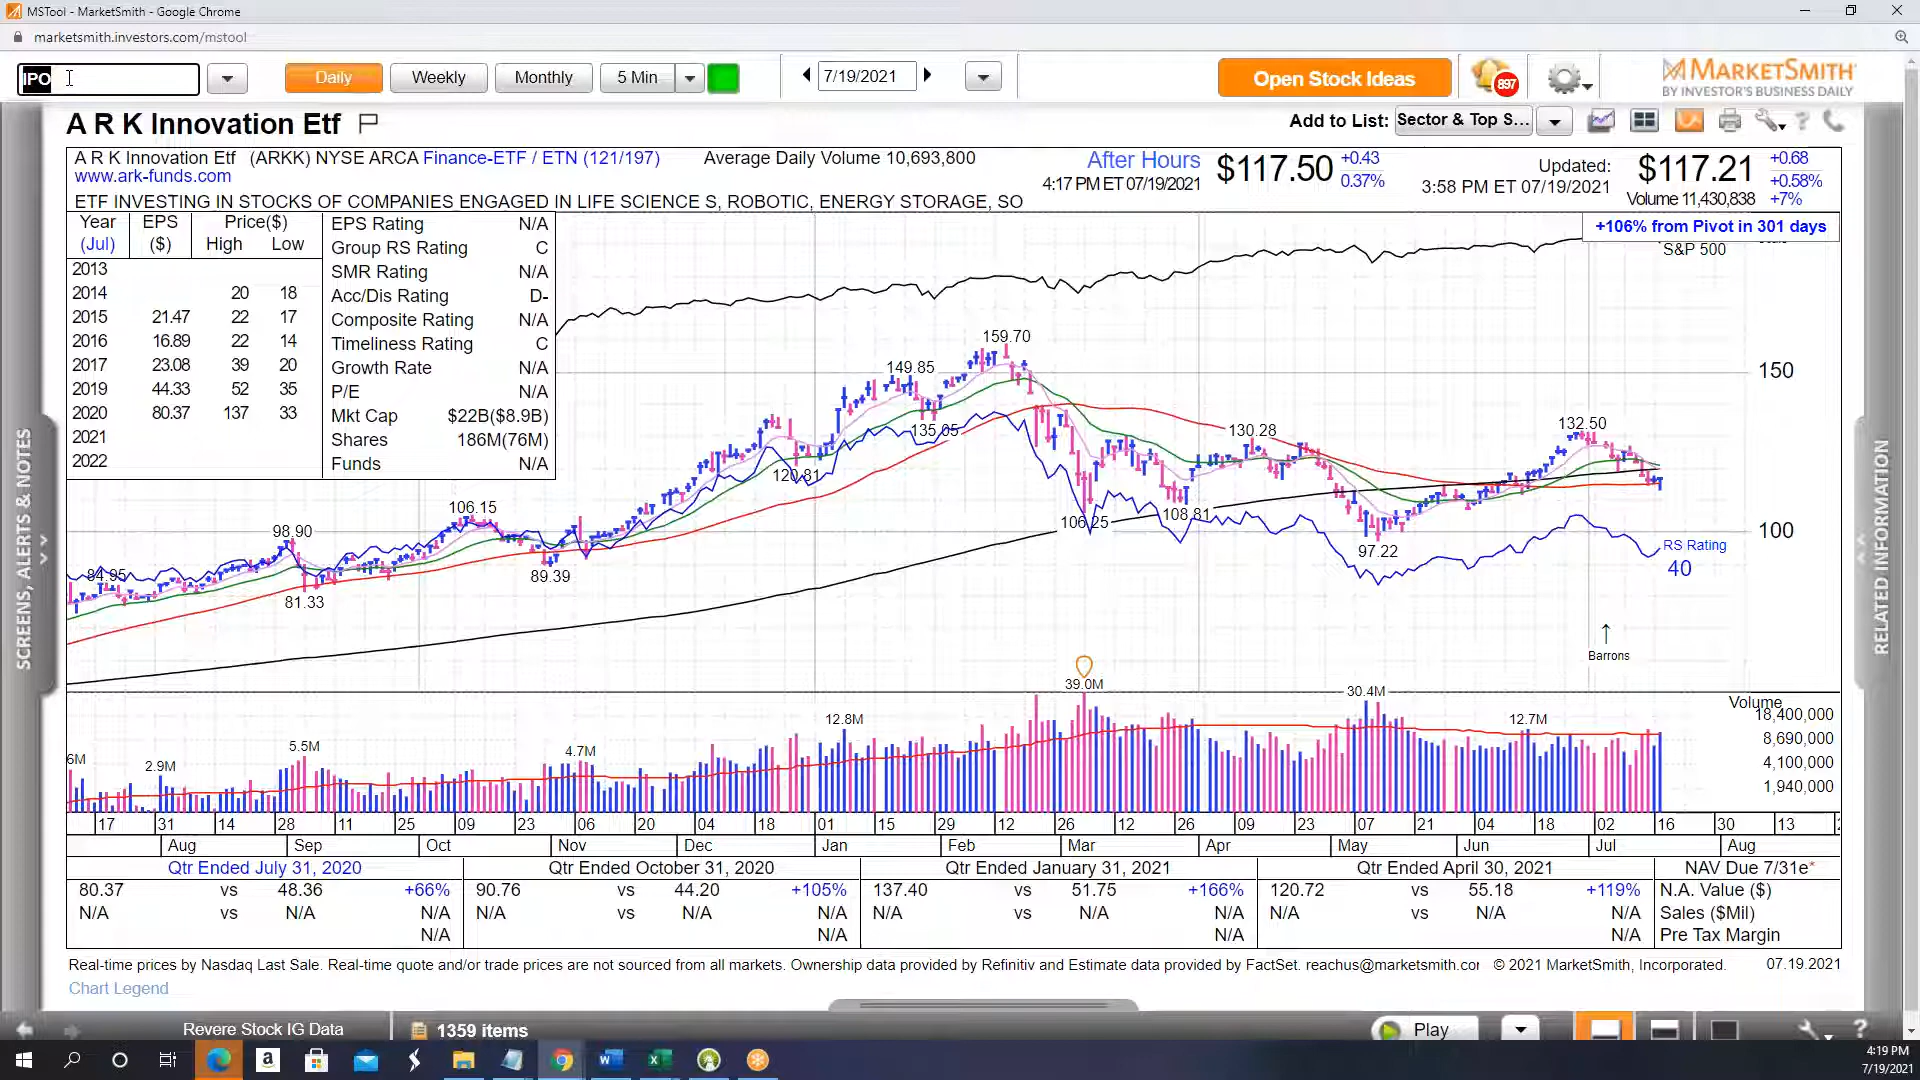 MSTool - MarketSmith - Google Chrome
marketsmith.investors.com/mstool
IPO Daily Weekly Monthly 5 Min 7/19/2021 Open Stock Ideas 897 MARKETSMITH
BY INVESTOR'S BUSINESS DAILY
A R K Innovation Etf Add to List: Sector & Top S...
A R K Innovation Etf (ARKK) NYSE ARCA Finance-ETF / ETN (121/197) Average Daily Volume 10,693,800
www.ark-funds.com
After Hours $117.50 +0.43
4:17 PM ET 07/19/2021 0.37%
Updated: $117.21 +0.68
3:58 PM ET 07/19/2021 +0.58%
Volume 11,430,838 +7%
ETF INVESTING IN STOCKS OF COMPANIES ENGAGED IN LIFE SCIENCE S, ROBOTIC, ENERGY STORAGE, SO
+106% from Pivot in 301 days
S&P 500
Year EPS Price($)
(Jul) ($) High Low
2013
2014 20 18
2015 21.47 22 17
2016 16.89 22 14
2017 23.08 39 20
2019 44.33 52 35
2020 80.37 137 33
2021
2022
EPS Rating N/A
Group RS Rating C
SMR Rating N/A
Acc/Dis Rating D-
Composite Rating N/A
Timeliness Rating C
Growth Rate N/A
P/E N/A
Mkt Cap $22B($8.9B)
Shares 186M(76M)
Funds N/A
159.70
149.85
150
135.05
130.28
132.50
120.81
106.15
106.25
108.81
98.90
100
97.22
RS Rating
40
89.39
84.95
81.33
Barrons
39.0M
30.4M
Volume
12.8M
12.7M
18,400,000
5.5M
4.7M
8,690,000
6M
2.9M
4,100,000
1,940,000
17 31 14 28 11 25 09 23 06 20 04 18 01 15 29 12 26 12 26 09 23 07 21 04 18 02 16 30 13
Aug Sep Oct Nov Dec Jan Feb Mar Apr May Jun Jul Aug
Qtr Ended July 31, 2020 Qtr Ended October 31, 2020 Qtr Ended January 31, 2021 Qtr Ended April 30, 2021 NAV Due 7/31e*
80.37 vs 48.36 +66% 90.76 vs 44.20 +105% 137.40 vs 51.75 +166% 120.72 vs 55.18 +119% N.A. Value ($)
N/A vs N/A N/A N/A vs N/A N/A N/A vs N/A N/A N/A vs N/A N/A Sales ($Mil)
N/A N/A N/A N/A Pre Tax Margin
Real-time prices by Nasdaq Last Sale. Real-time quote and/or trade prices are not sourced from all markets. Ownership data provided by Refinitiv and Estimate data provided by FactSet. reachus@marketsmith.cor © 2021 MarketSmith, Incorporated. 07.19.2021
Chart Legend
SCREENS, ALERTS & NOTES
RELATED INFORMATION
Revere Stock IG Data 1359 items Play
4:19 PM
7/19/2021